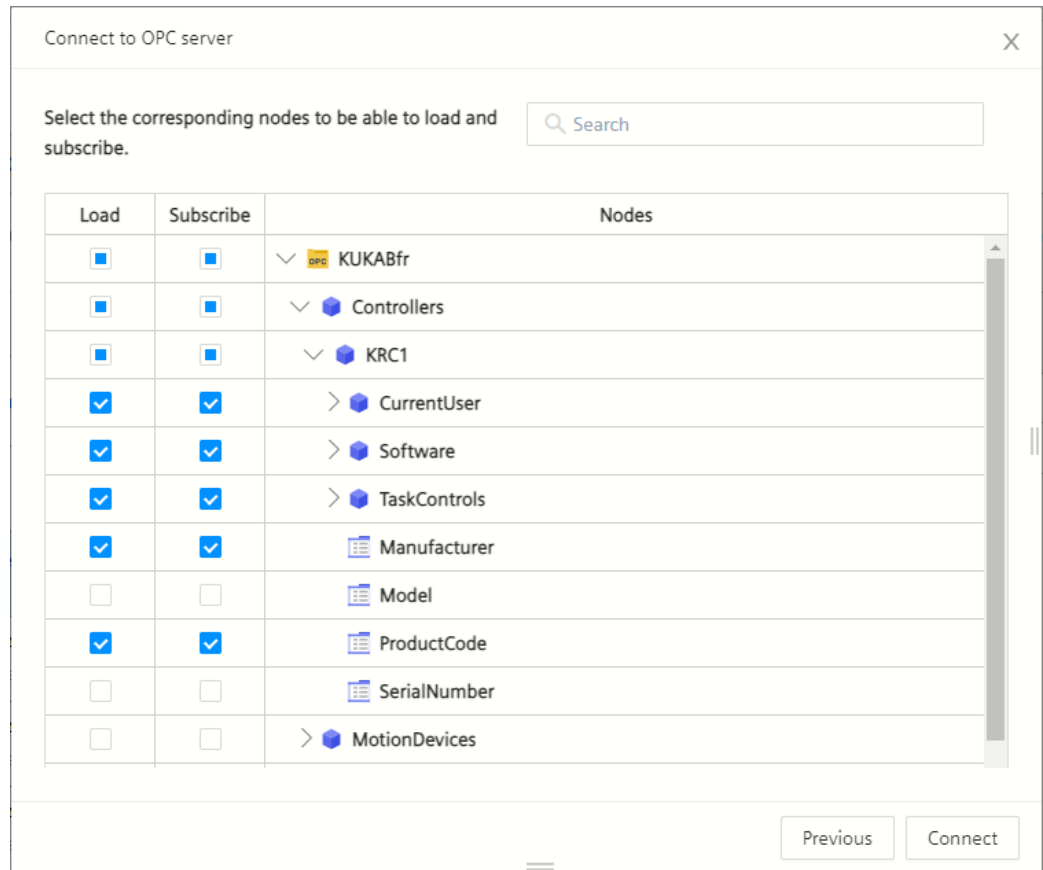 Connect to OPC server
X
Select the corresponding nodes to be able to load and
subscribe.
Search
Load Subscribe Nodes
OPC KUKABfr
Controllers
KRC1
CurrentUser
Software
TaskControls
Manufacturer
Model
ProductCode
SerialNumber
MotionDevices
Previous Connect